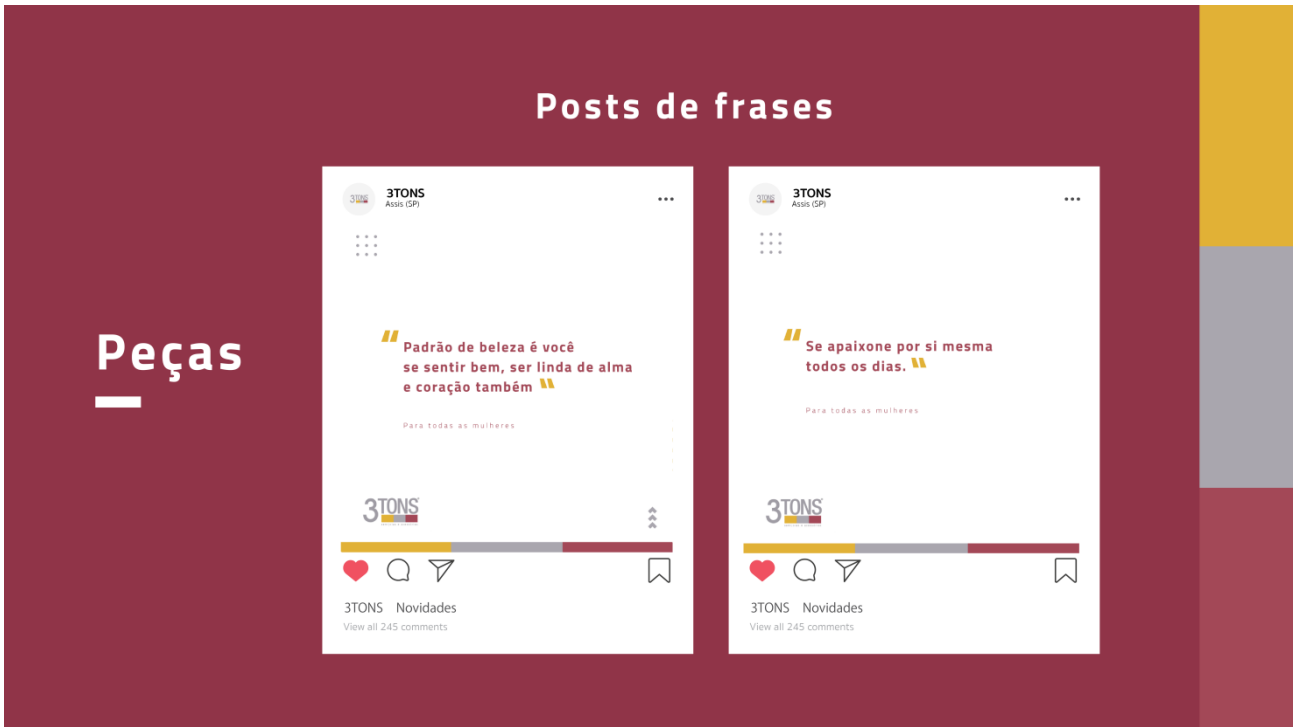 Posts de frases
Peças
3TONS
3TONS
Assis (SP)
"Padrão de beleza é você
se sentir bem, ser linda de alma
e coração também"
Para todas as mulheres
3TONS
3TONS Novidades
View all 245 comments
3TONS
3TONS
Assis (SP)
"Se apaixone por si mesma
todos os dias."
Para todas as mulheres
3TONS
3TONS Novidades
View all 245 comments